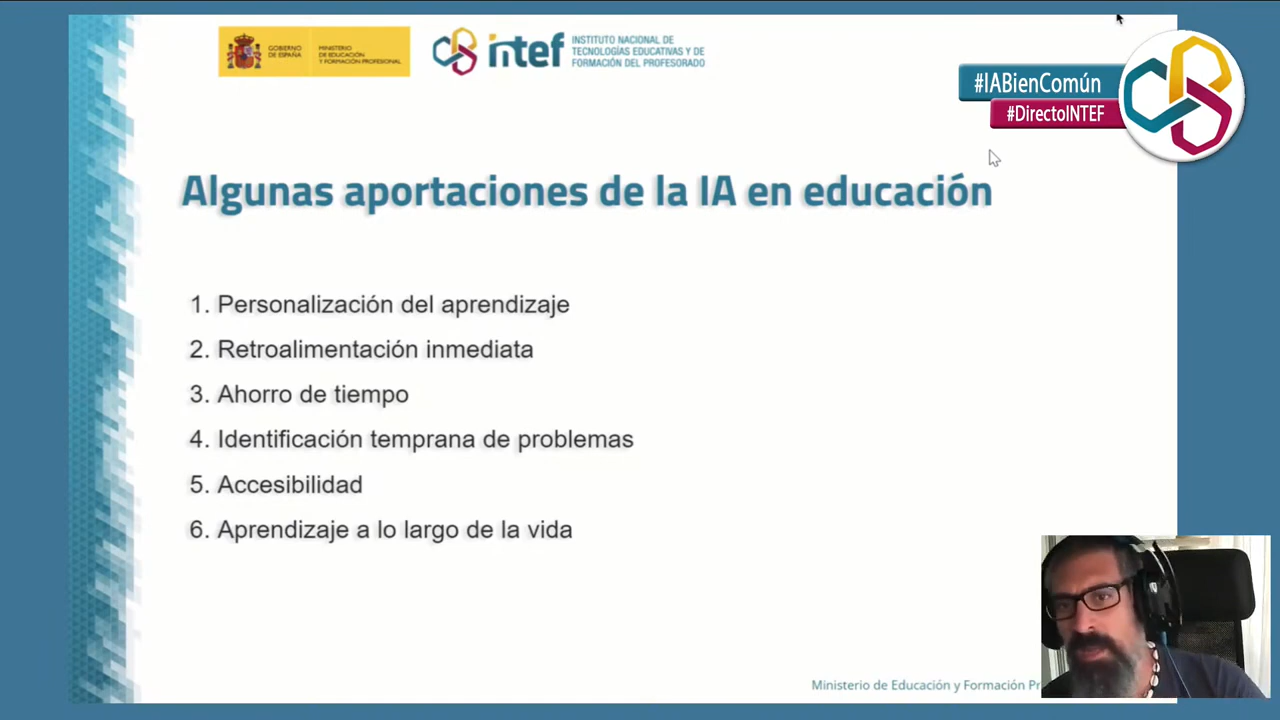 GOBIERNO
DE ESPAÑA
MINISTERIO
DE EDUCACIÓN
Y FORMACIÓN PROFESIONAL
intef
INSTITUTO NACIONAL DE
TECNOLOGÍAS EDUCATIVAS Y DE
FORMACIÓN DEL PROFESORADO
#IABienComún
#DirectoINTEF
Algunas aportaciones de la IA en educación
1. Personalización del aprendizaje
2. Retroalimentación inmediata
3. Ahorro de tiempo
4. Identificación temprana de problemas
5. Accesibilidad
6. Aprendizaje a lo largo de la vida
Ministerio de Educación y Formación